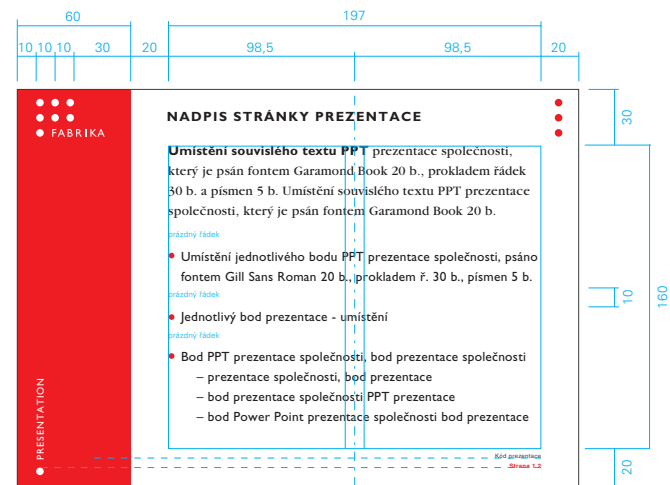 60
197
10 10 10 30 20 98,5 98,5 20
FABRIKA
NADPIS STRÁNKY PREZENTACE
30
Umístění souvislého textu PPT prezentace společnosti,
který je psán fontem Garamond Book 20 b., prokladem řádek
30 b. a písmen 5 b. Umístění souvislého textu PPT prezentace
společnosti, který je psán fontem Garamond Book 20 b.
prázdný řádek
• Umístění jednotlivého bodu PPT prezentace společnosti, psáno
fontem Gill Sans Roman 20 b., prokladem ř. 30 b., písmen 5 b.
prázdný řádek
• Jednotlivý bod prezentace - umístění
prázdný řádek
• Bod PPT prezentace společnosti, bod prezentace společnosti
– prezentace společnosti, bod prezentace
– bod prezentace společnosti PPT prezentace
– bod Power Point prezentace společnosti bod prezentace
10
160
PRESENTATION
Kód prezentace
Strana 1.2
20